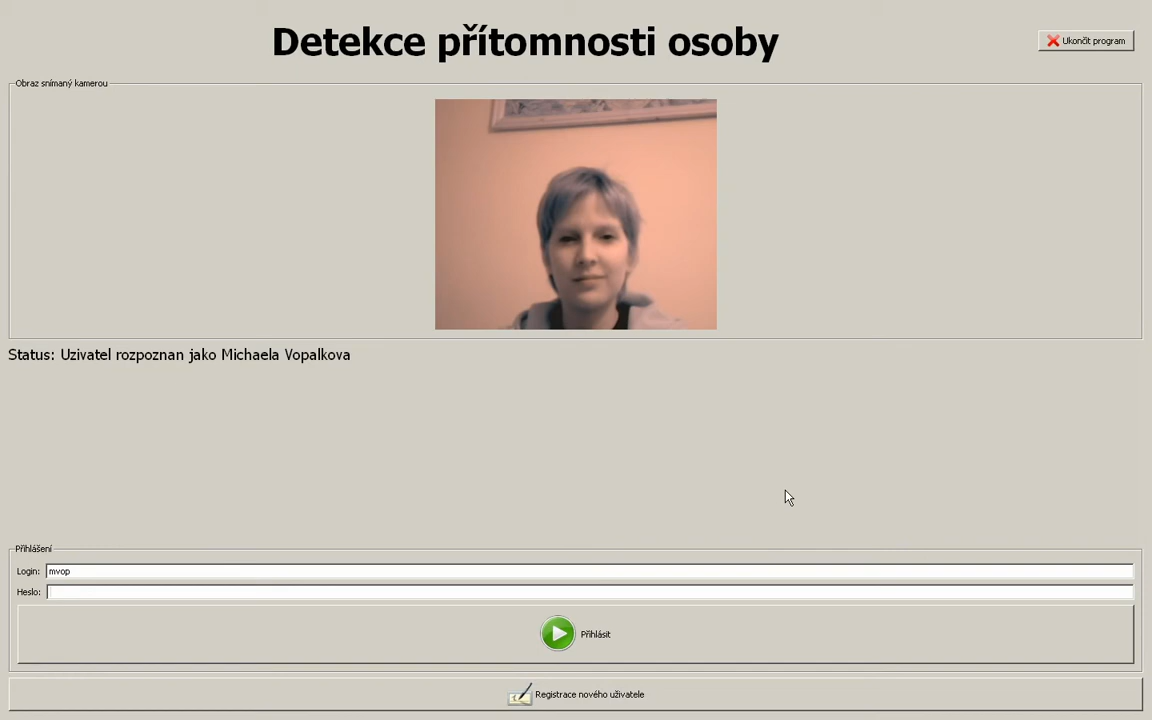 Detekce přítomnosti osoby
Ukončit program
Obraz snímaný kamerou
Status: Uzivatel rozpoznan jako Michaela Vopalkova
Přihlášení
Login: mvop
Heslo:
Přihlásit
Registrace nového uživatele